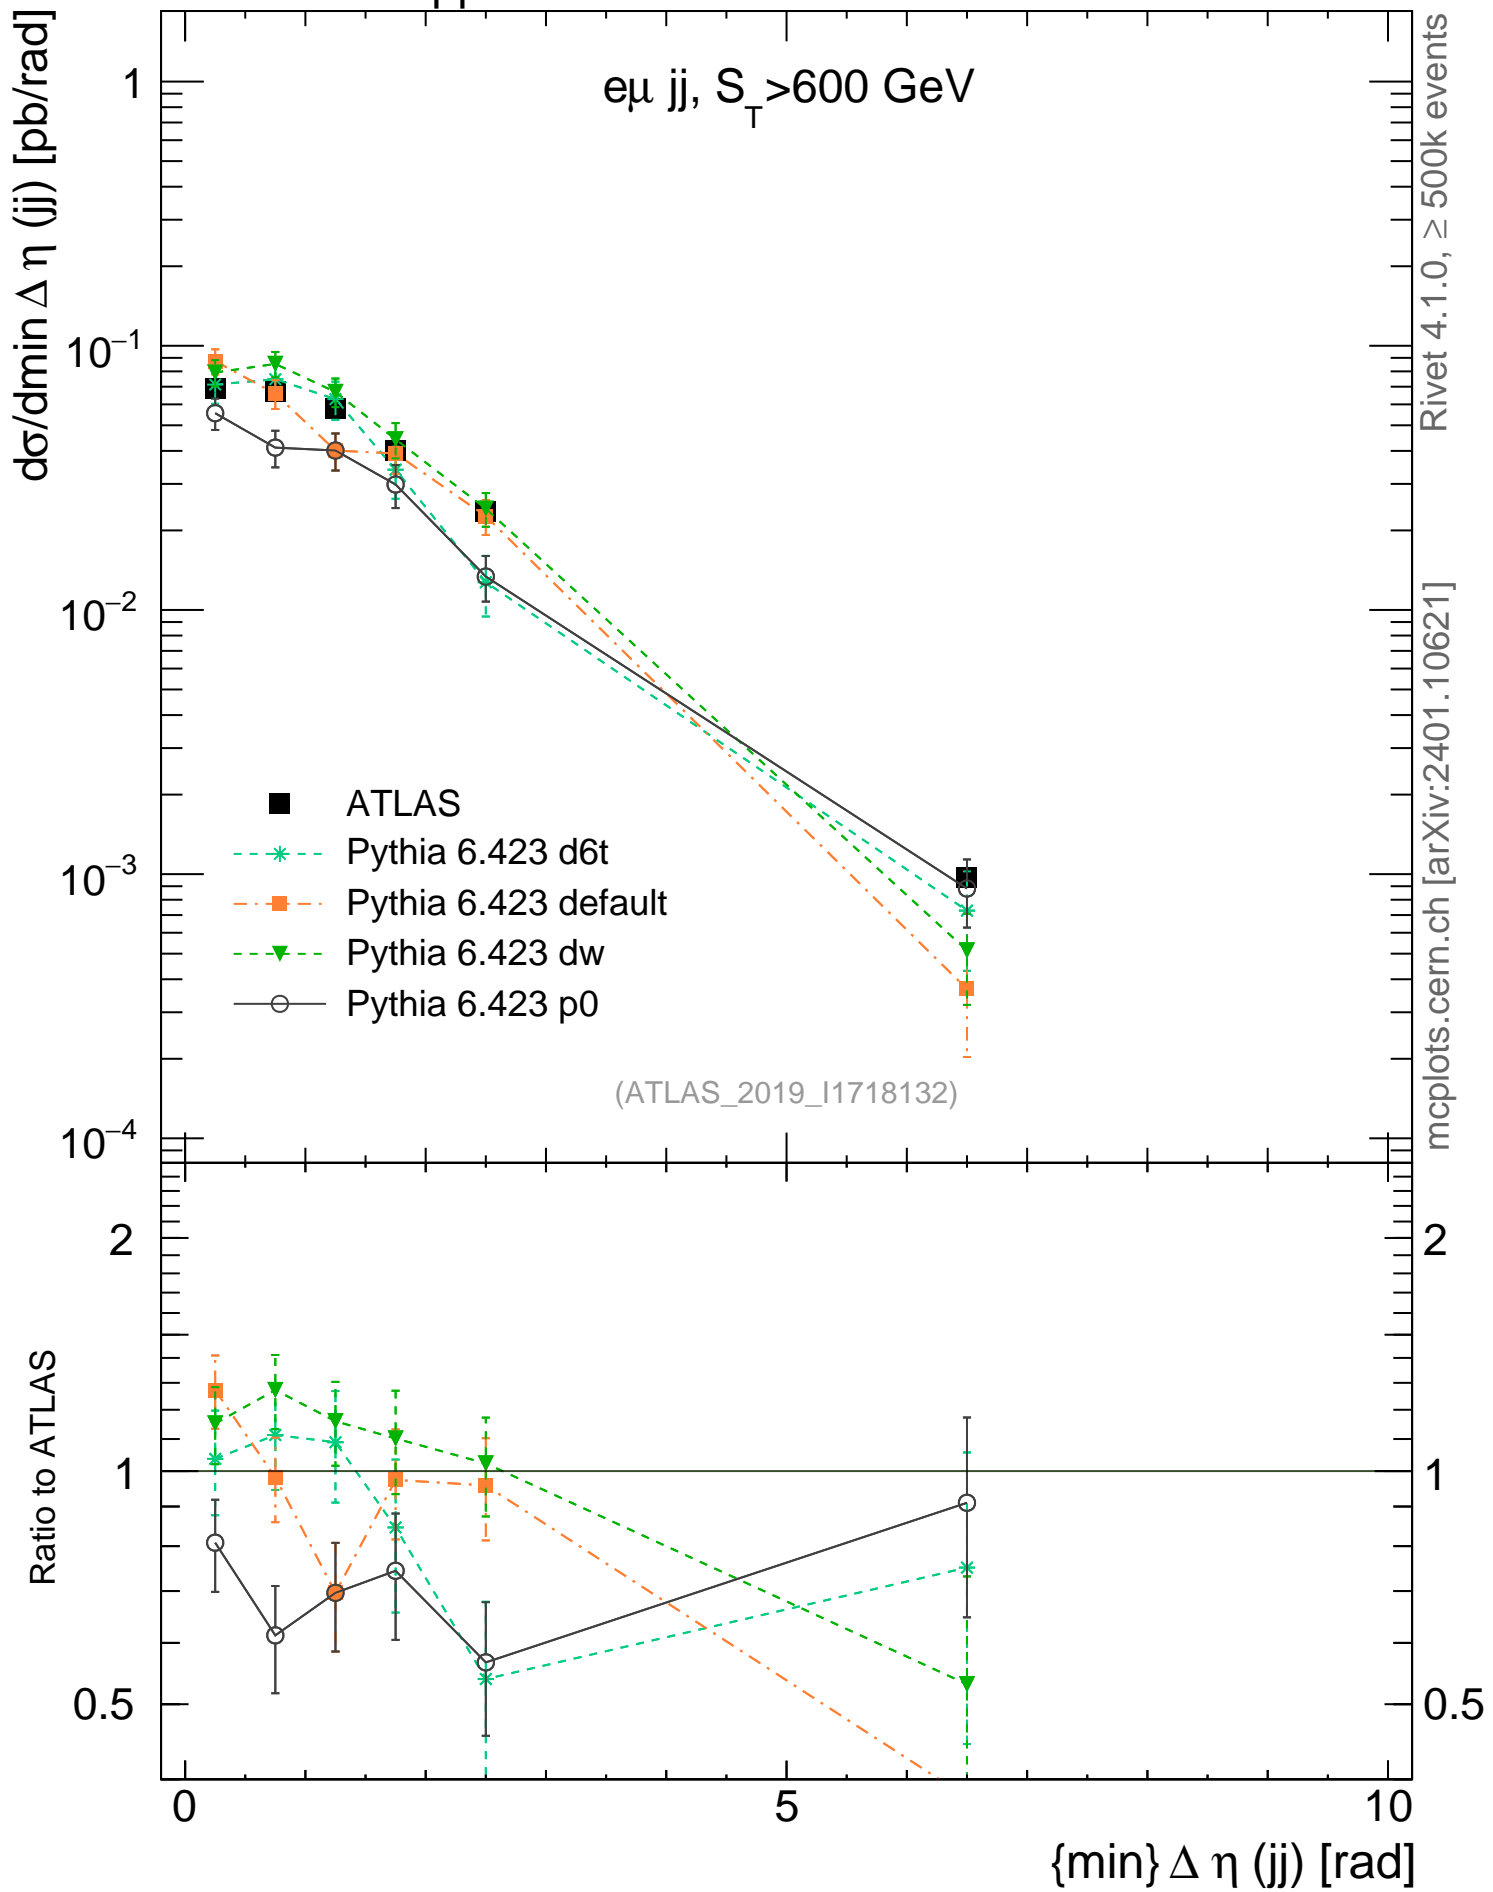 eμ jj, S_T>600 GeV
dσ/dmin Δ η (jj) [pb/rad]
1
10⁻¹
10⁻²
10⁻³
10⁻⁴
ATLAS
Pythia 6.423 d6t
Pythia 6.423 default
Pythia 6.423 dw
Pythia 6.423 p0
(ATLAS_2019_I1718132)
Rivet 4.1.0, ≥ 500k events
mcplots.cern.ch [arXiv:2401.10621]
Ratio to ATLAS
2
1
0.5
2
1
0.5
0
5
10
{min} Δ η (jj) [rad]